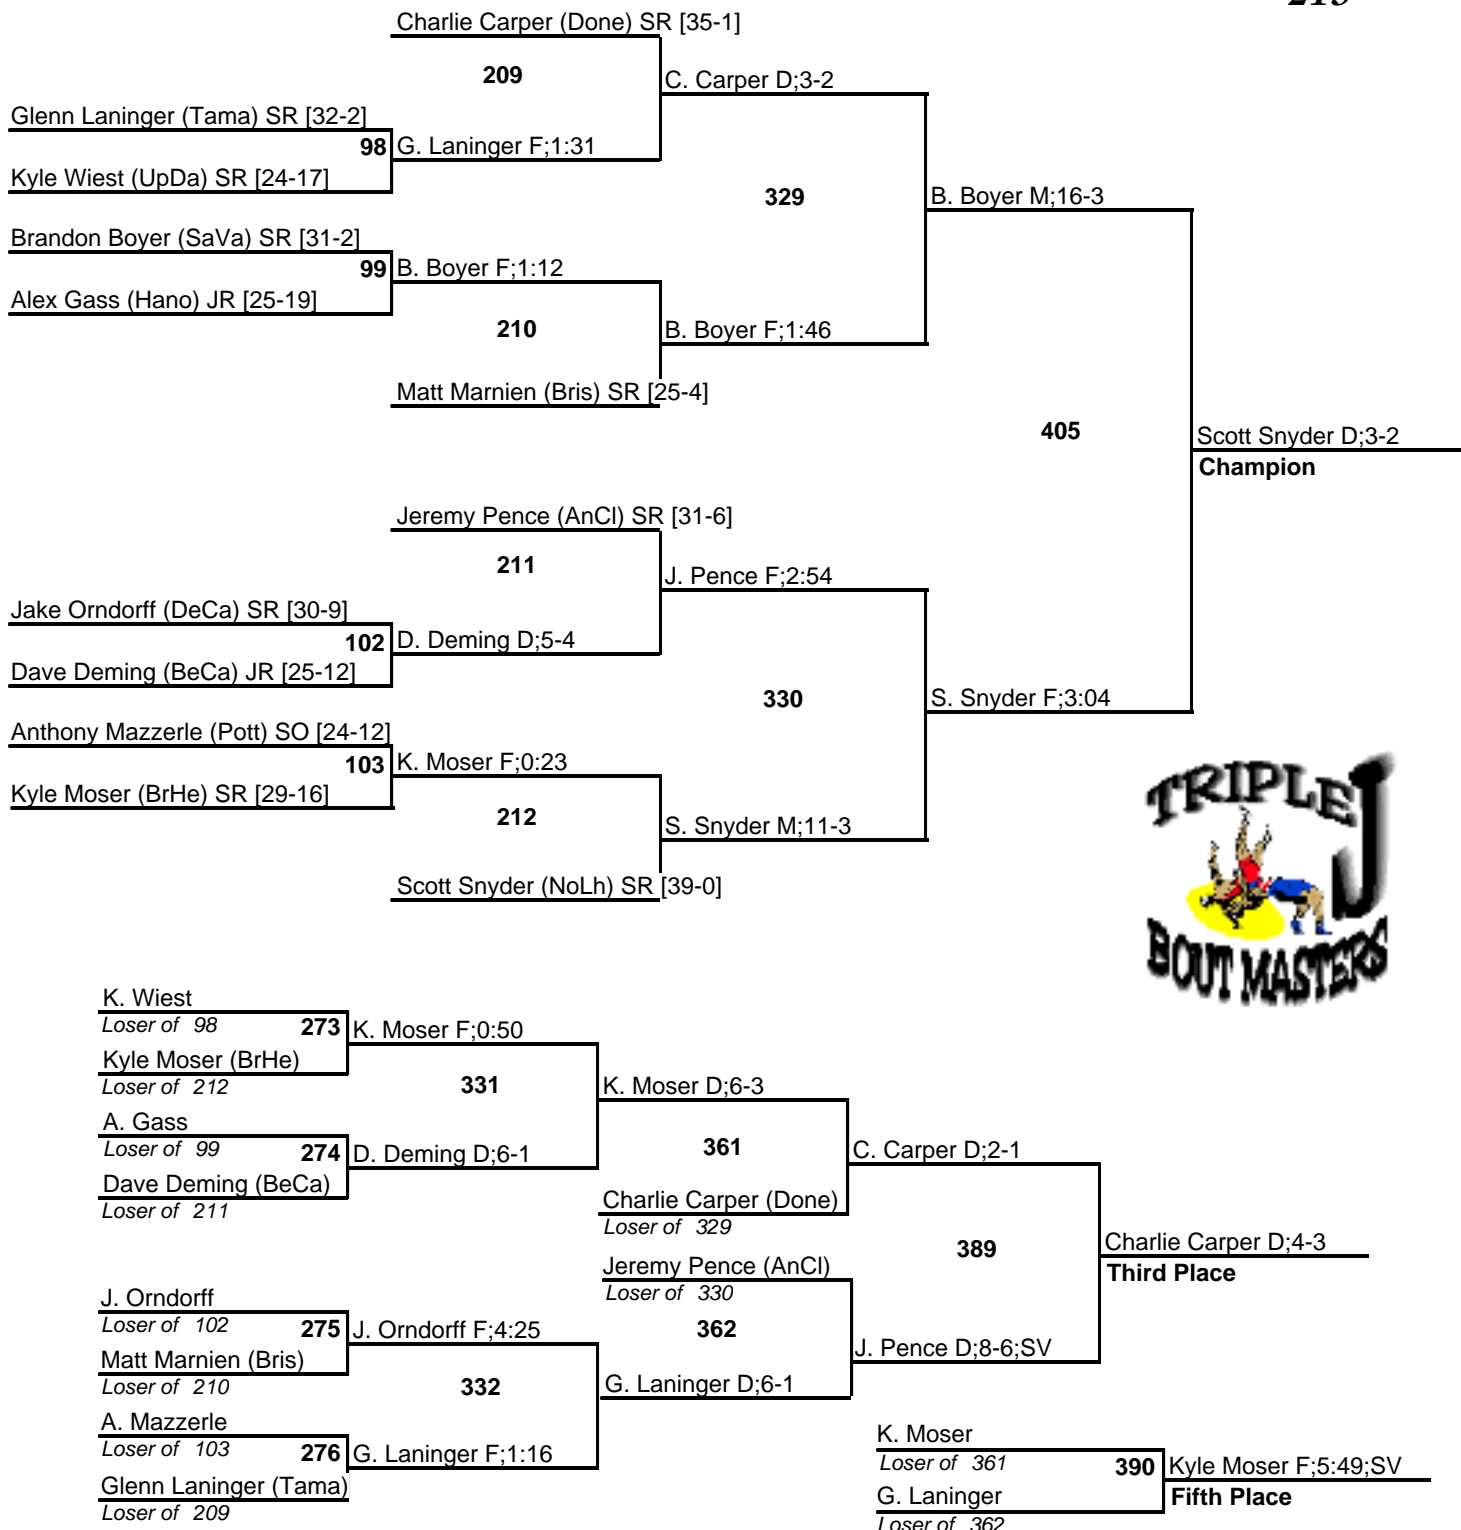 Charlie Carper (Done) SR [35-1]
209
C. Carper D;3-2
Glenn Laninger (Tama) SR [32-2]
98
G. Laninger F;1:31
Kyle Wiest (UpDa) SR [24-17]
329
B. Boyer M;16-3
Brandon Boyer (SaVa) SR [31-2]
99
B. Boyer F;1:12
Alex Gass (Hano) JR [25-19]
210
B. Boyer F;1:46
Matt Marnien (Bris) SR [25-4]
405
Scott Snyder D;3-2
Champion
Jeremy Pence (AnCl) SR [31-6]
211
J. Pence F;2:54
Jake Orndorff (DeCa) SR [30-9]
102
D. Deming D;5-4
Dave Deming (BeCa) JR [25-12]
330
S. Snyder F;3:04
Anthony Mazzerle (Pott) SO [24-12]
103
K. Moser F;0:23
Kyle Moser (BrHe) SR [29-16]
212
S. Snyder M;11-3
Scott Snyder (NoLh) SR [39-0]
TRIPLE J
BOUT MASTERS
K. Wiest
Loser of 98
273
K. Moser F;0:50
Kyle Moser (BrHe)
Loser of 212
331
K. Moser D;6-3
A. Gass
Loser of 99
274
D. Deming D;6-1
Dave Deming (BeCa)
Loser of 211
361
C. Carper D;2-1
Charlie Carper (Done)
Loser of 329
389
Charlie Carper D;4-3
Third Place
Jeremy Pence (AnCl)
Loser of 330
362
J. Pence D;8-6;SV
J. Orndorff
Loser of 102
275
J. Orndorff F;4:25
Matt Marnien (Bris)
Loser of 210
332
G. Laninger D;6-1
A. Mazzerle
Loser of 103
276
G. Laninger F;1:16
Glenn Laninger (Tama)
Loser of 209
K. Moser
Loser of 361
390
Kyle Moser F;5:49;SV
Fifth Place
G. Laninger
Loser of 362